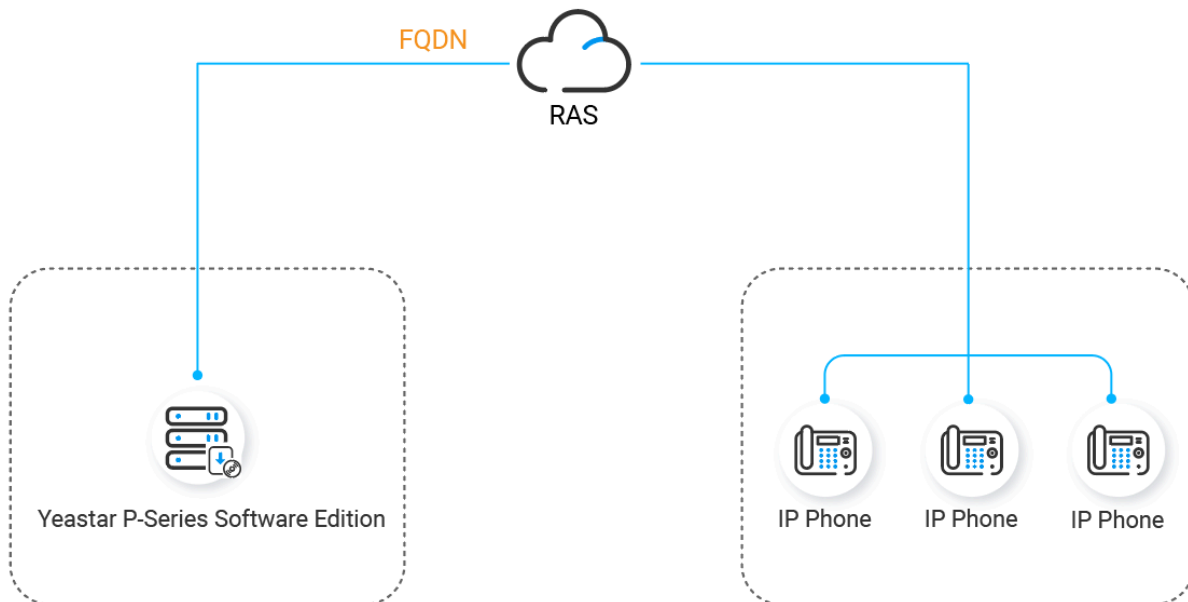 FQDN
RAS
Yeastar P-Series Software Edition
IP Phone
IP Phone
IP Phone